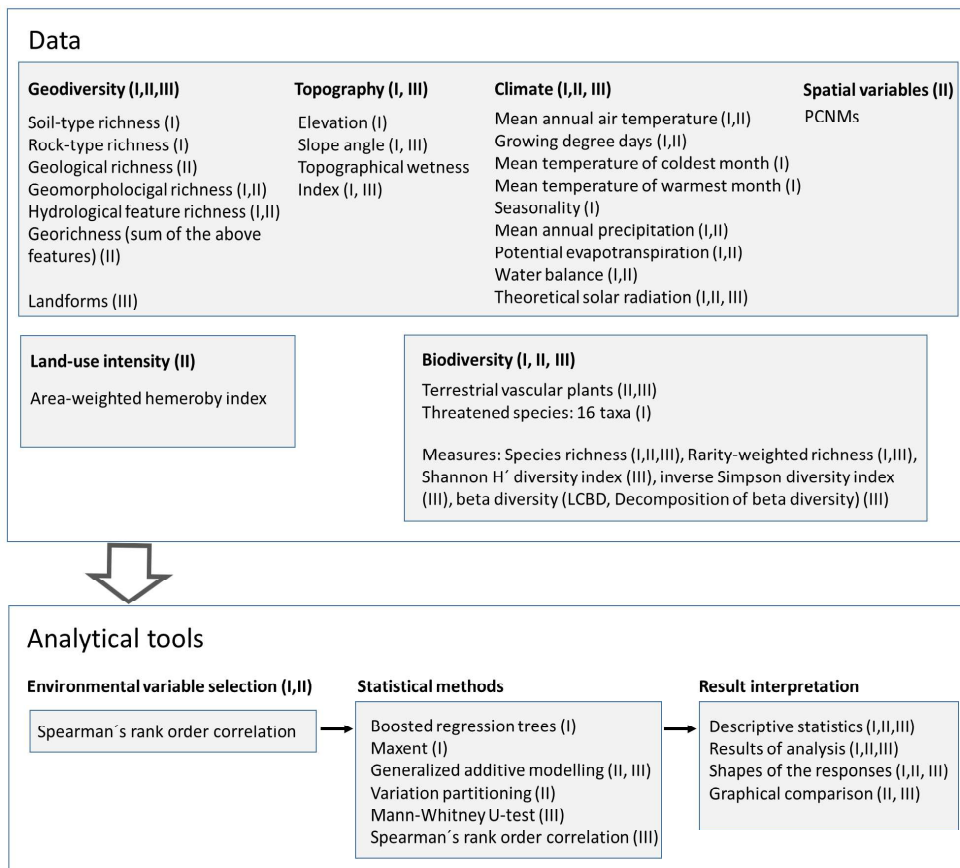 Data
Geodiversity (I,II,III)
Soil-type richness (I)
Rock-type richness (I)
Geological richness (II)
Geomorpholocigal richness (I,II)
Hydrological feature richness (I,II)
Georichness (sum of the above
features) (II)
Landforms (III)
Topography (I, III)
Elevation (I)
Slope angle (I, III)
Topographical wetness
Index (I, III)
Climate (I,II, III)
Mean annual air temperature (I,II)
Growing degree days (I,II)
Mean temperature of coldest month (I)
Mean temperature of warmest month (I)
Seasonality (I)
Mean annual precipitation (I,II)
Potential evapotranspiration (I,II)
Water balance (I,II)
Theoretical solar radiation (I,II, III)
Spatial variables (II)
PCNMs
Land-use intensity (II)
Area-weighted hemeroby index
Biodiversity (I, II, III)
Terrestrial vascular plants (II,III)
Threatened species: 16 taxa (I)
Measures: Species richness (I,II,III), Rarity-weighted richness (I,III),
Shannon H´ diversity index (III), inverse Simpson diversity index
(III), beta diversity (LCBD, Decomposition of beta diversity) (III)
Analytical tools
Environmental variable selection (I,II)
Spearman´s rank order correlation
Statistical methods
Boosted regression trees (I)
Maxent (I)
Generalized additive modelling (II, III)
Variation partitioning (II)
Mann-Whitney U-test (III)
Spearman´s rank order correlation (III)
Result interpretation
Descriptive statistics (I,II,III)
Results of analysis (I,II,III)
Shapes of the responses (I,II, III)
Graphical comparison (II, III)